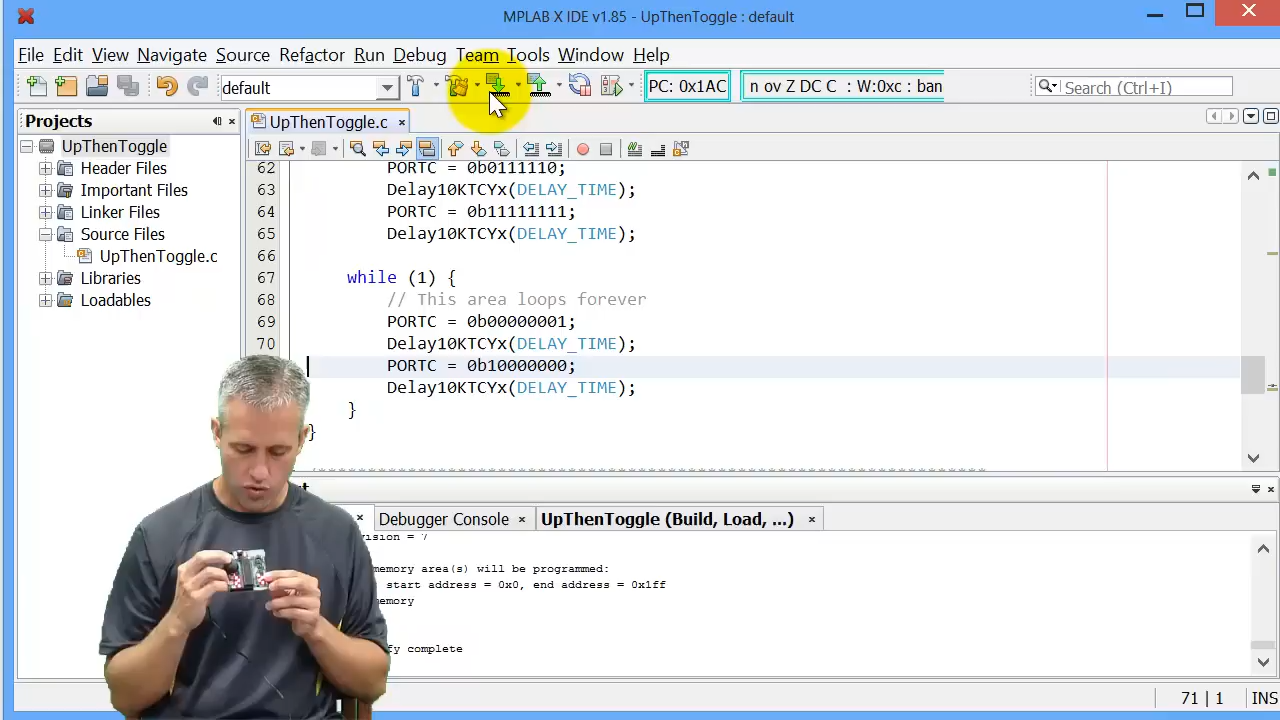 MPLAB X IDE v1.85 - UpThenToggle : default
File Edit View Navigate Source Refactor Run Debug Team Tools Window Help
default
PC: 0x1AC
n ov Z DC C : W:0xc : ban
Search (Ctrl+I)
Projects
UpThenToggle.c
UpThenToggle
Header Files
Important Files
Linker Files
Source Files
UpThenToggle.c
Libraries
Loadables
62 PORTC = 0b0111110;
63 Delay10KTCYx(DELAY_TIME);
64 PORTC = 0b11111111;
65 Delay10KTCYx(DELAY_TIME);
66
67 while (1) {
68 // This area loops forever
69 PORTC = 0b00000001;
70 Delay10KTCYx(DELAY_TIME);
PORTC = 0b10000000;
Delay10KTCYx(DELAY_TIME);
}
}
Debugger Console
UpThenToggle (Build, Load, ...)
vision = 7
memory area(s) will be programmed:
start address = 0x0, end address = 0x1ff
memory
fy complete
71 | 1 INS